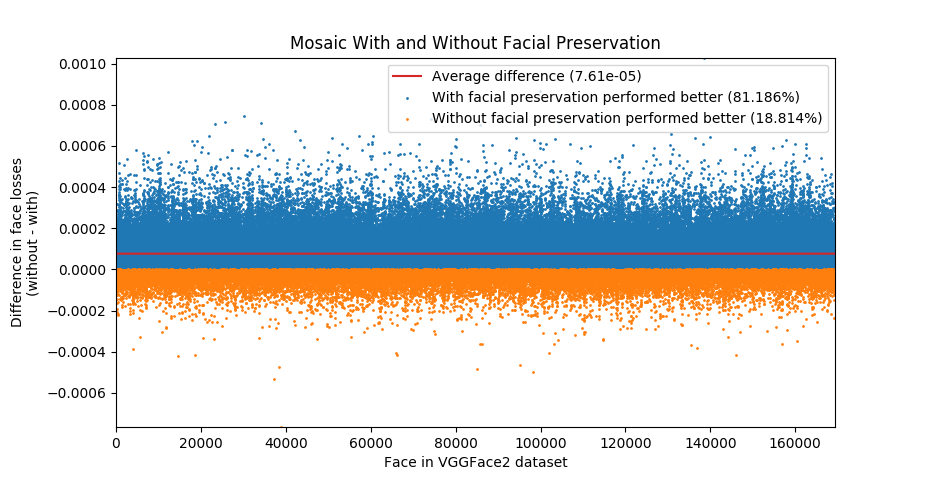 Mosaic With and Without Facial Preservation
Average difference (7.61e-05)
With facial preservation performed better (81.186%)
Without facial preservation performed better (18.814%)
Difference in face losses
(without - with)
0.0010
0.0008
0.0006
0.0004
0.0002
0.0000
−0.0002
−0.0004
−0.0006
0 20000 40000 60000 80000 100000 120000 140000 160000
Face in VGGFace2 dataset